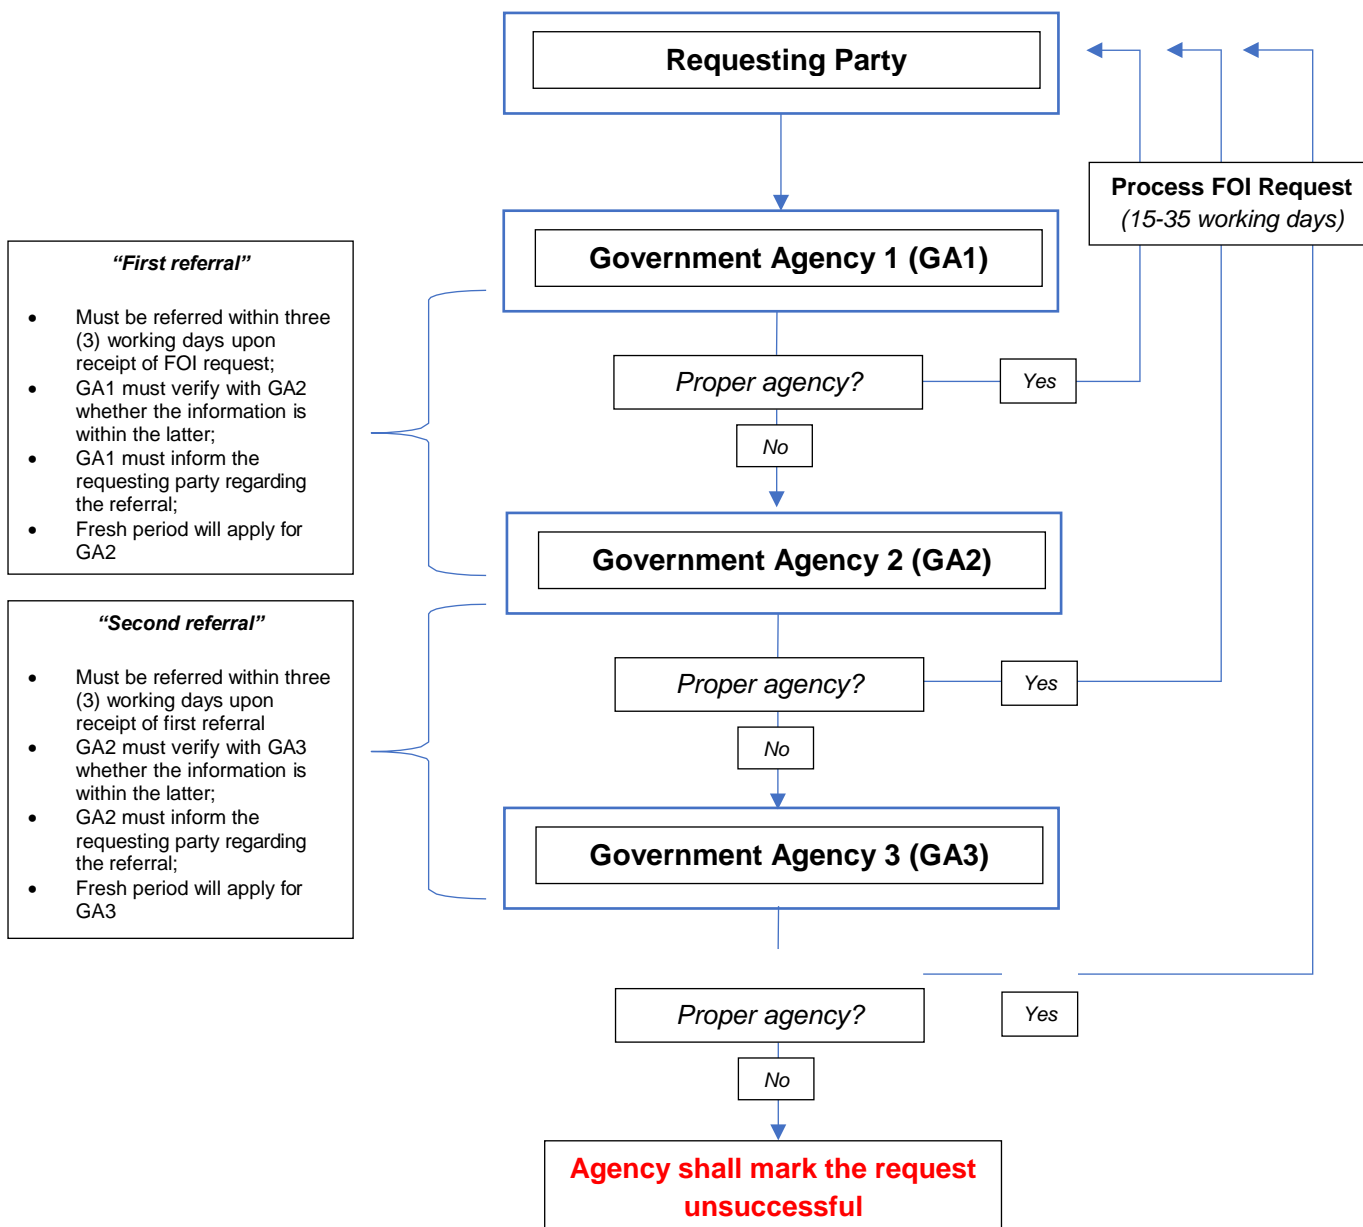 Requesting Party
Process FOI Request
(15-35 working days)
Government Agency 1 (GA1)
“First referral”
• Must be referred within three
(3) working days upon
receipt of FOI request;
• GA1 must verify with GA2
whether the information is
within the latter;
• GA1 must inform the
requesting party regarding
the referral;
• Fresh period will apply for
GA2
Proper agency?
Yes
No
Government Agency 2 (GA2)
“Second referral”
• Must be referred within three
(3) working days upon
receipt of first referral
• GA2 must verify with GA3
whether the information is
within the latter;
• GA2 must inform the
requesting party regarding
the referral;
• Fresh period will apply for
GA3
Proper agency?
Yes
No
Government Agency 3 (GA3)
Proper agency?
Yes
No
Agency shall mark the request
unsuccessful